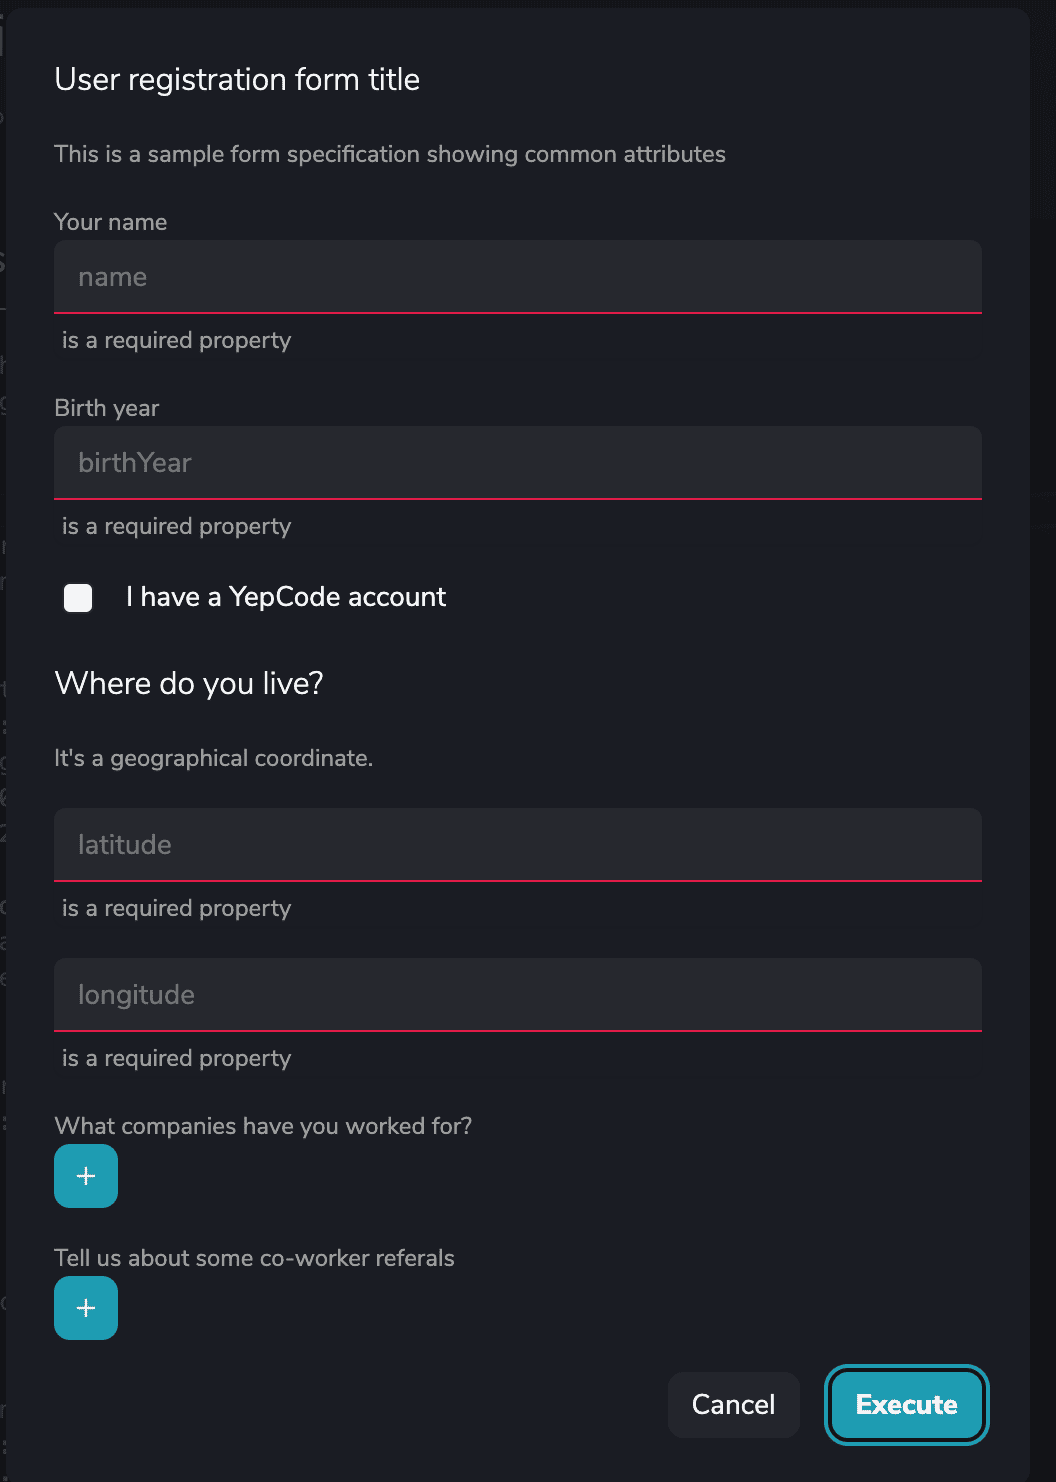 User registration form title
This is a sample form specification showing common attributes
Your name
name
is a required property
Birth year
birthYear
is a required property
I have a YepCode account
Where do you live?
It's a geographical coordinate.
latitude
is a required property
longitude
is a required property
What companies have you worked for?
+
Tell us about some co-worker referals
+
Cancel
Execute